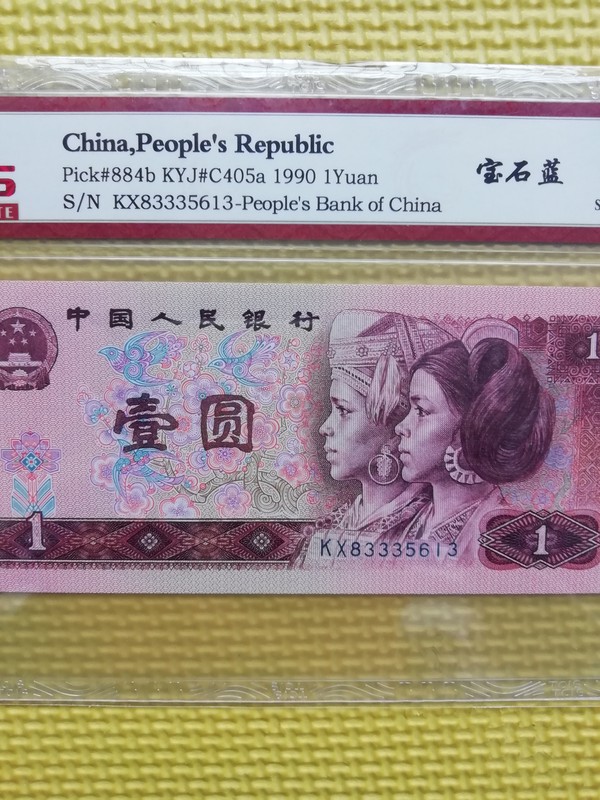 China,People's Republic
Pick#884b KYJ#C405a 1990 1Yuan
宝石蓝
S/N KX83335613-People's Bank of China
中国人民银行
1
壹圆
1
KX83335613
1